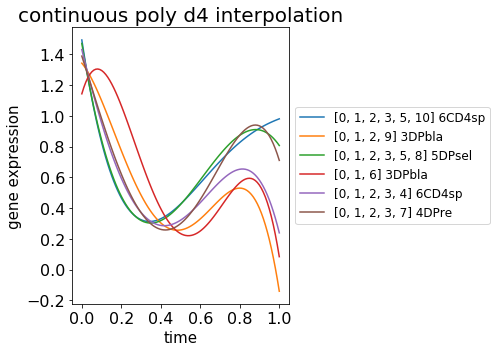 continuous poly d4 interpolation
gene expression
1.4
1.2
1.0
0.8
0.6
0.4
0.2
0.0
−0.2
0.0 0.2 0.4 0.6 0.8 1.0
time
[0, 1, 2, 3, 5, 10] 6CD4sp
[0, 1, 2, 9] 3DPbla
[0, 1, 2, 3, 5, 8] 5DPsel
[0, 1, 6] 3DPbla
[0, 1, 2, 3, 4] 6CD4sp
[0, 1, 2, 3, 7] 4DPre